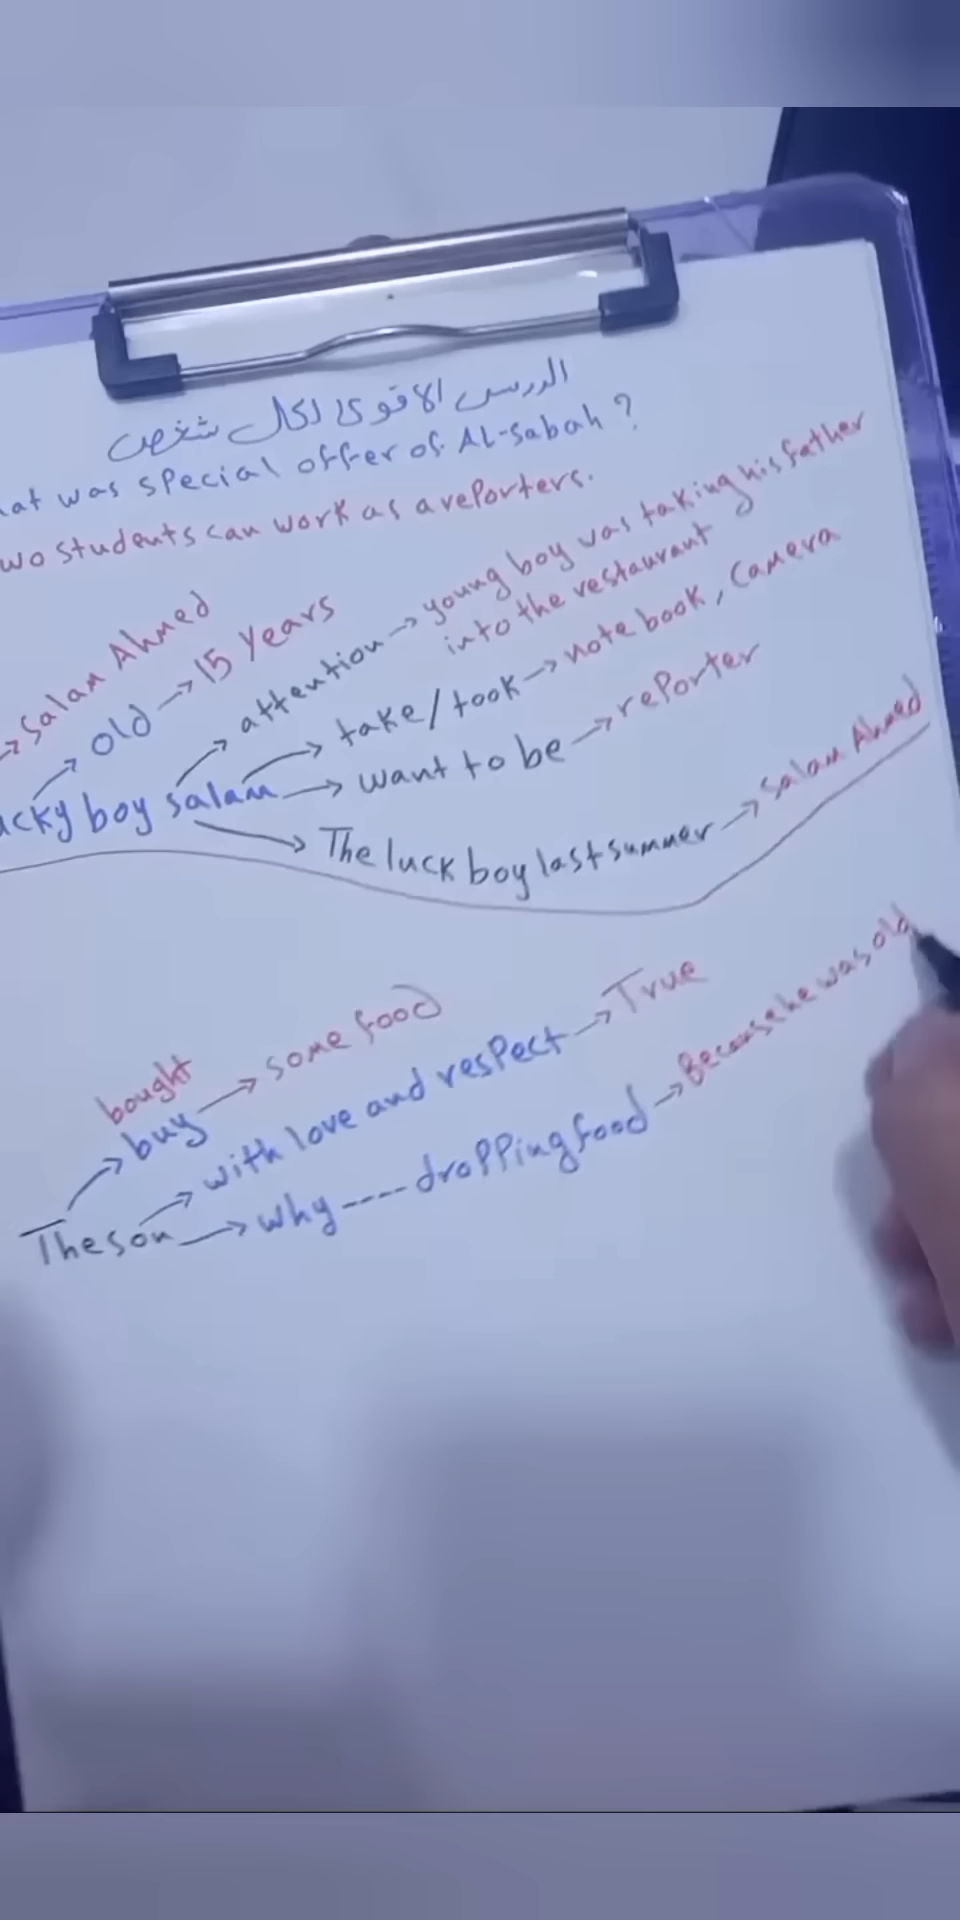 الدرس الاقوى لكل شخص
at was special offer of Al-Sabah ?
wo students can work as a reporters.
→ Salam Ahmed
→ old → 15 years
→ attention → young boy was taking his father
into the restaurant
→ take/took → note book, Camera
cky boy salam → want to be → reporter
→ The luck boy last summer → Salam Ahmed
bought
→ buy → some food
→ with love and respect → True
The son → why ---- dropping food → Because he was old